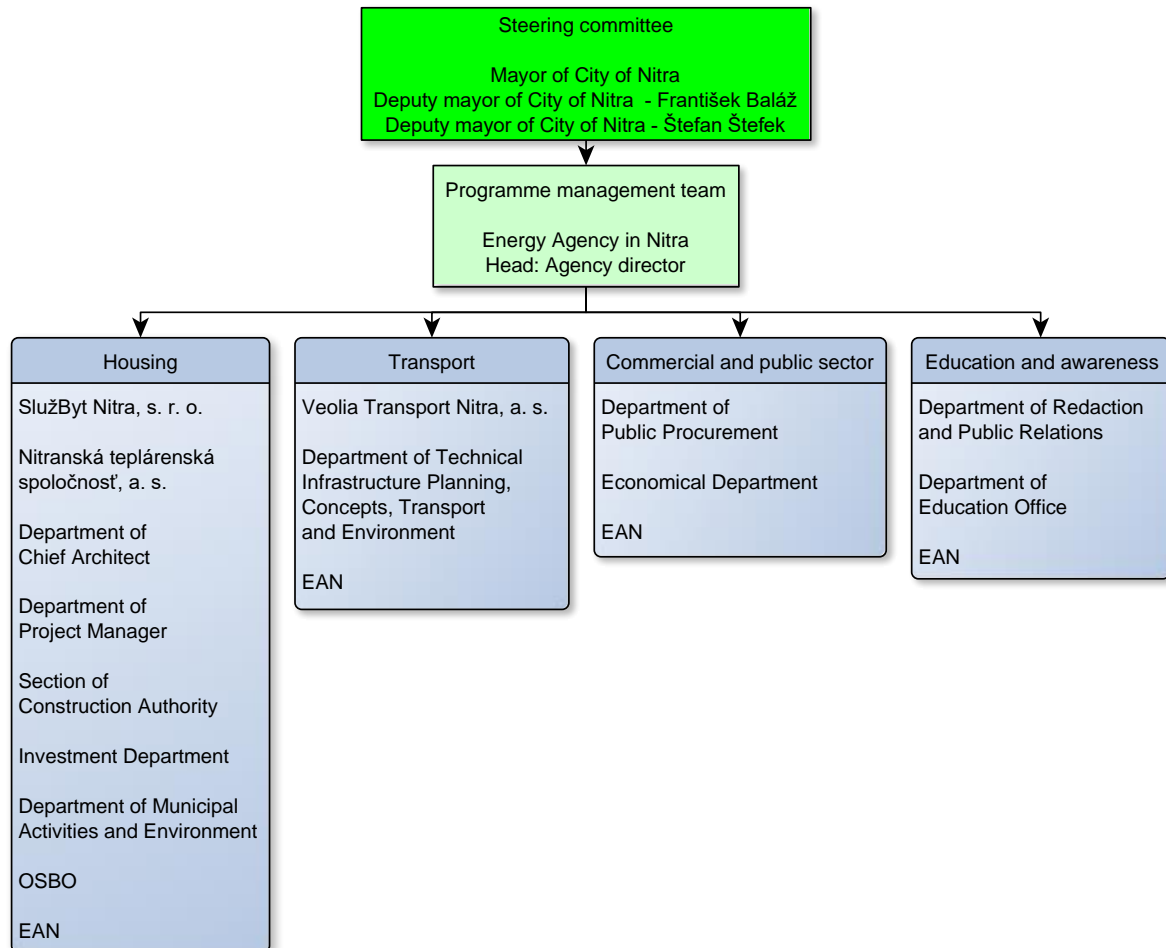 Steering committee
Mayor of City of Nitra
Deputy mayor of City of Nitra - František Baláž
Deputy mayor of City of Nitra - Štefan Štefek
Programme management team
Energy Agency in Nitra
Head: Agency director
Housing
SlužByt Nitra, s. r. o.
Nitranská teplárenská
spoločnosť, a. s.
Department of
Chief Architect
Department of
Project Manager
Section of
Construction Authority
Investment Department
Department of Municipal
Activities and Environment
OSBO
EAN
Transport
Veolia Transport Nitra, a. s.
Department of Technical
Infrastructure Planning,
Concepts, Transport
and Environment
EAN
Commercial and public sector
Department of
Public Procurement
Economical Department
EAN
Education and awareness
Department of Redaction
and Public Relations
Department of
Education Office
EAN